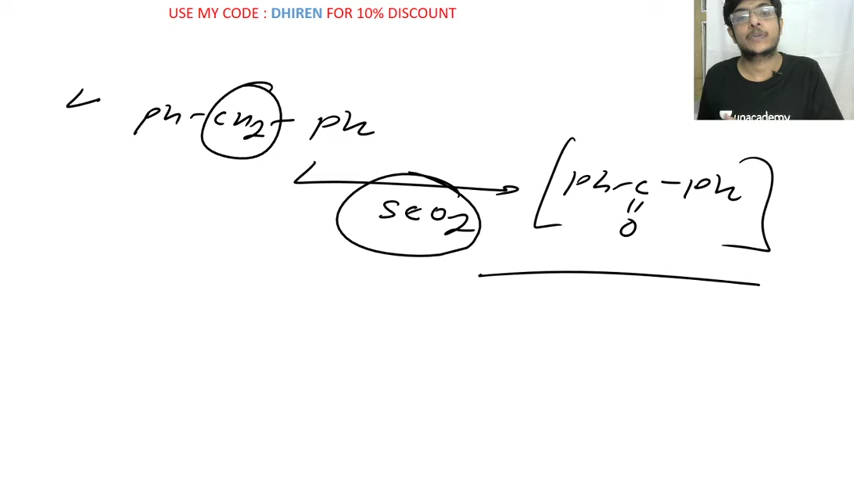 USE MY CODE : DHIREN FOR 10% DISCOUNT
unacademy
ph-CH2- ph
SeO2
ph-C-ph
O